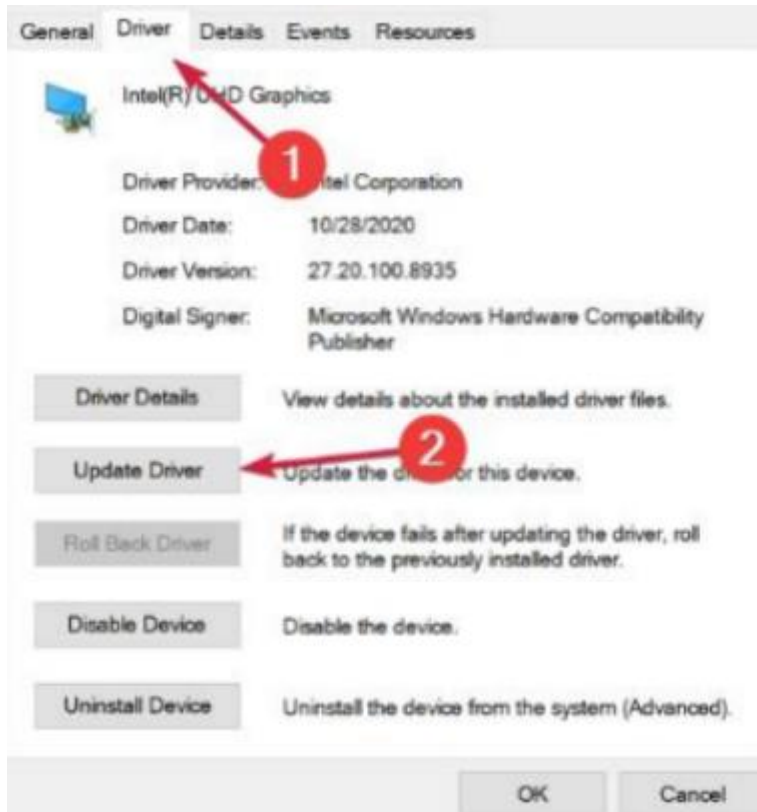 General Driver Details Events Resources
Intel(R) UHD Graphics
1
Driver Provider: Intel Corporation
Driver Date: 10/28/2020
Driver Version: 27.20.100.8935
Digital Signer: Microsoft Windows Hardware Compatibility
Publisher
Driver Details View details about the installed driver files.
2
Update Driver Update the driver for this device.
Roll Back Driver If the device fails after updating the driver, roll
back to the previously installed driver.
Disable Device Disable the device.
Uninstall Device Uninstall the device from the system (Advanced).
OK Cancel